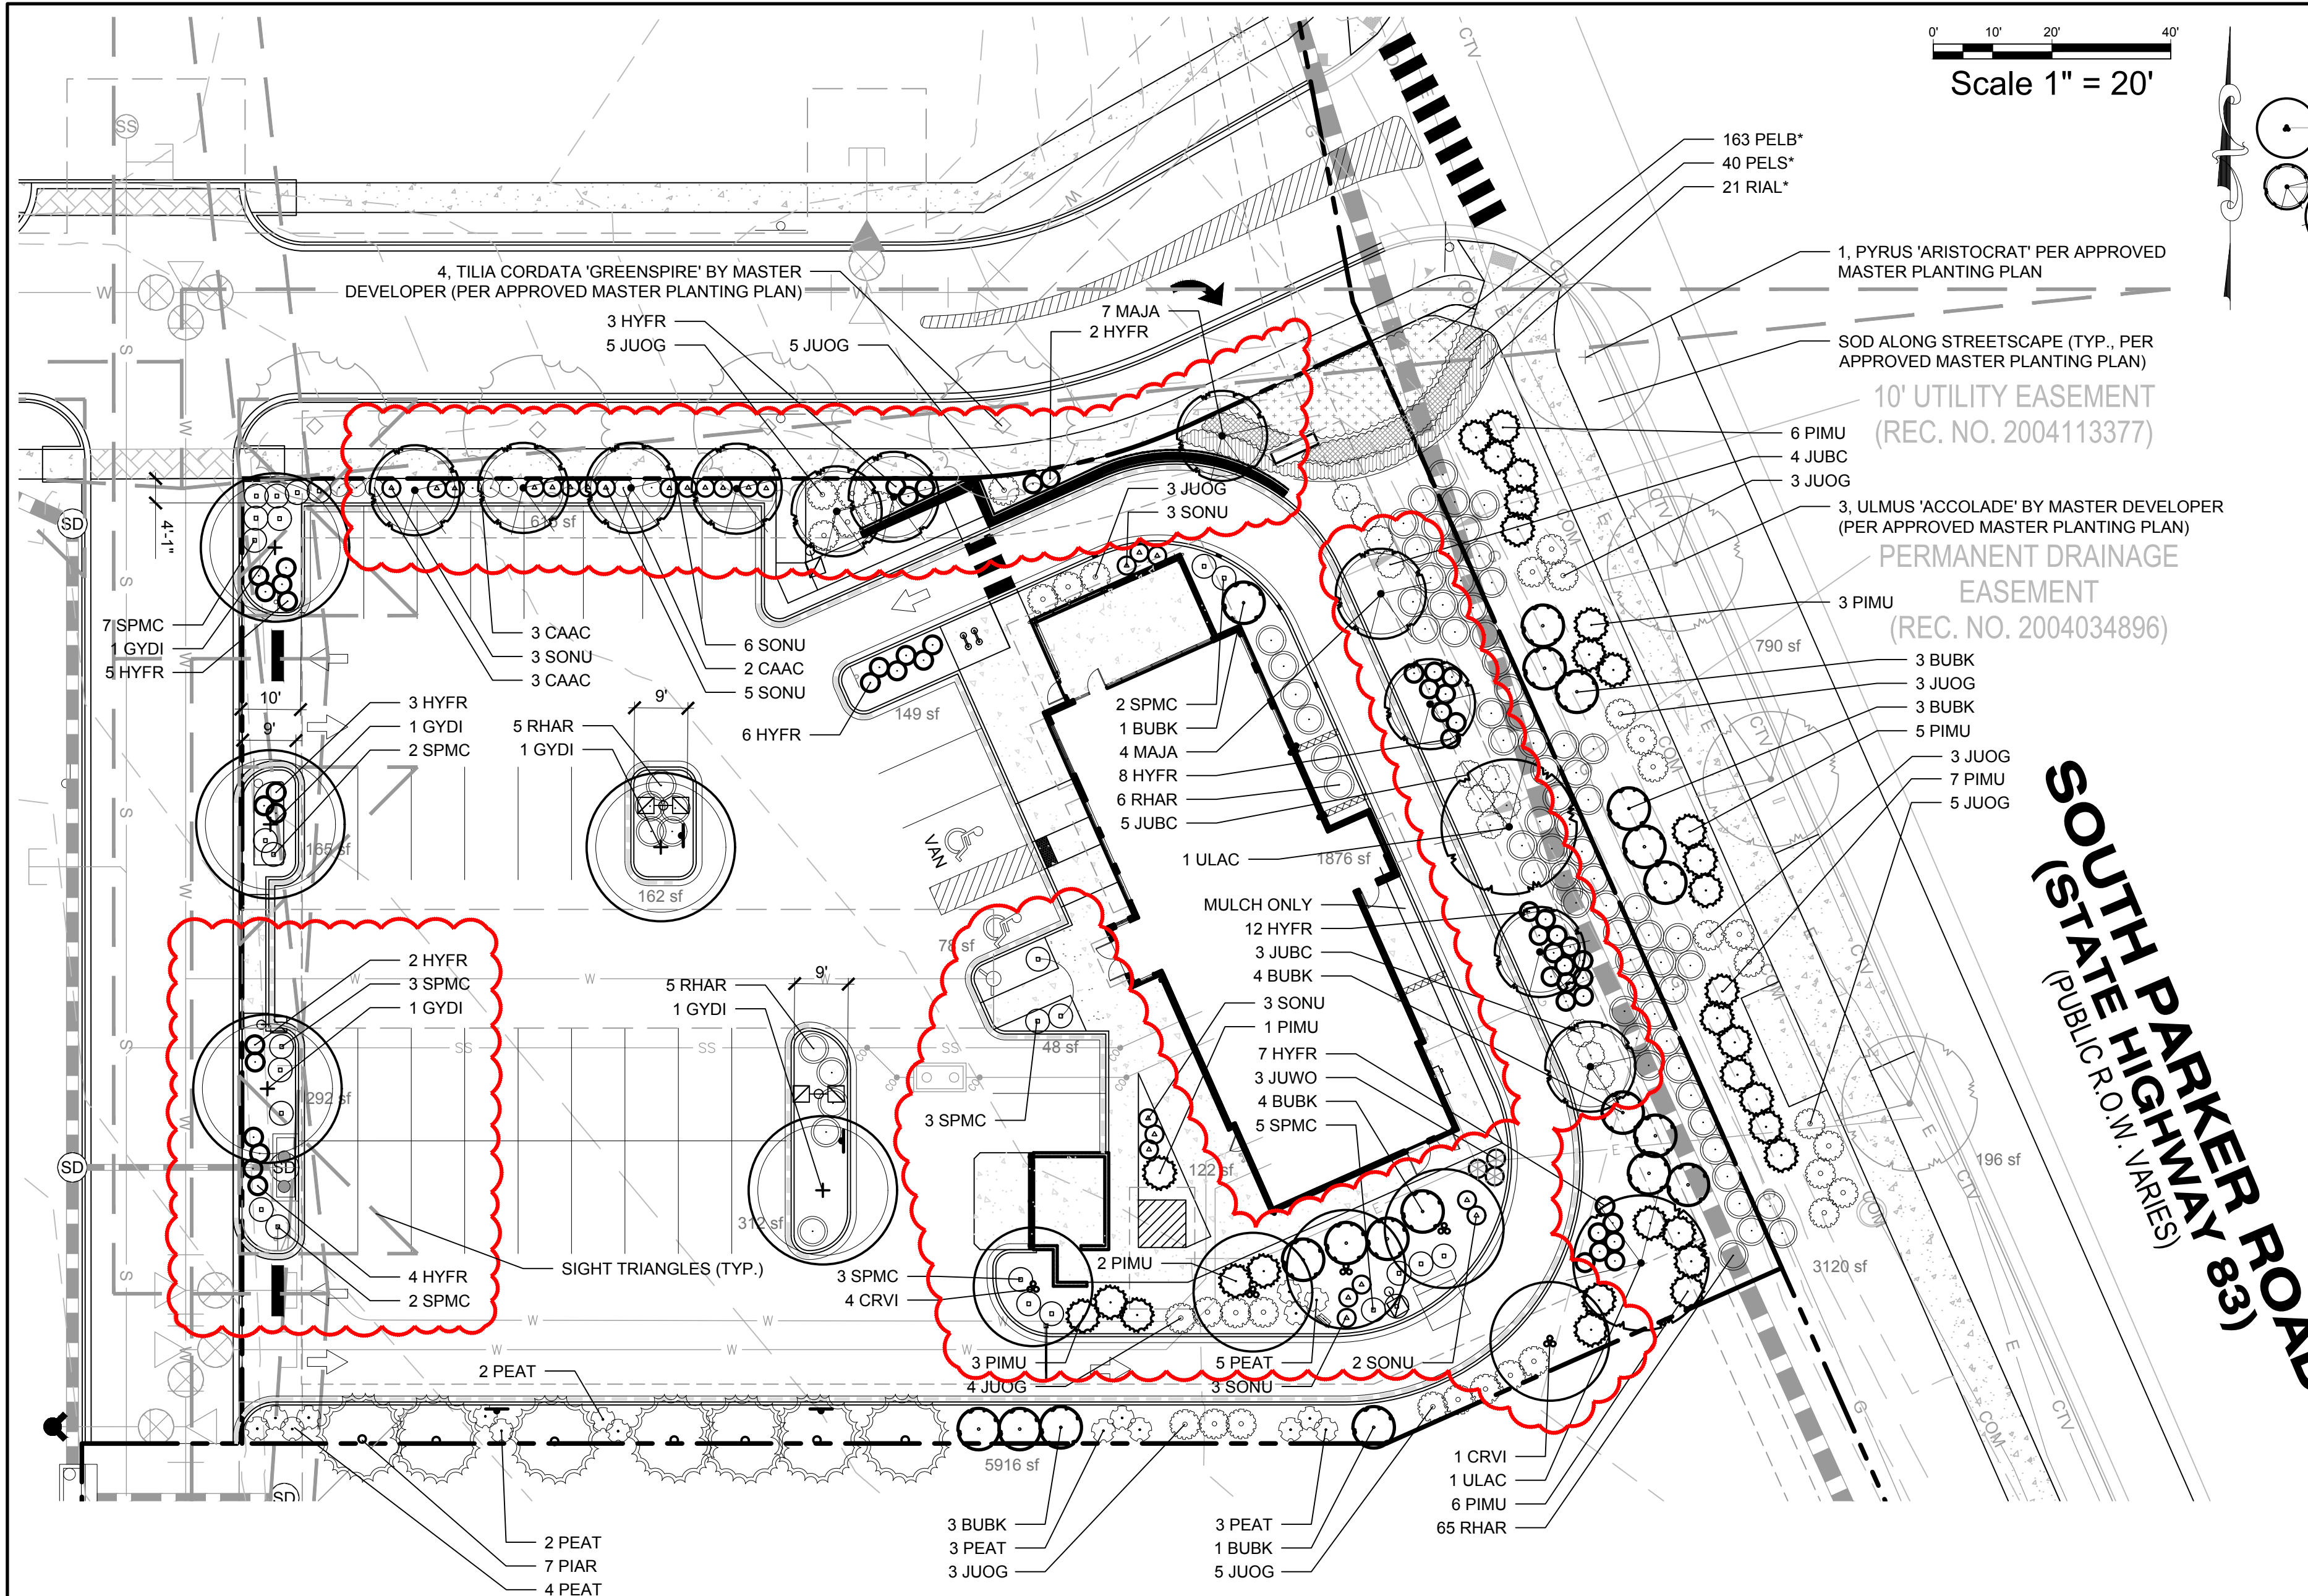 0' 10' 20' 40'
Scale 1" = 20'
163 PELB*
40 PELS*
21 RIAL*
1, PYRUS 'ARISTOCRAT' PER APPROVED
MASTER PLANTING PLAN
SOD ALONG STREETSCAPE (TYP., PER
APPROVED MASTER PLANTING PLAN)
10' UTILITY EASEMENT
(REC. NO. 2004113377)
6 PIMU
4 JUBC
3 JUOG
3, ULMUS 'ACCOLADE' BY MASTER DEVELOPER
(PER APPROVED MASTER PLANTING PLAN)
PERMANENT DRAINAGE
EASEMENT
(REC. NO. 2004034896)
3 PIMU
790 sf
3 BUBK
3 JUOG
3 BUBK
5 PIMU
3 JUOG
7 PIMU
5 JUOG
SOUTH PARKER ROAD
(STATE HIGHWAY 83)
(PUBLIC R.O.W. VARIES)
196 sf
3120 sf
4, TILIA CORDATA 'GREENSPIRE' BY MASTER
DEVELOPER (PER APPROVED MASTER PLANTING PLAN)
3 HYFR
5 JUOG
5 JUOG
7 MAJA
2 HYFR
SS
SD
4'-1"
616 sf
3 JUOG
3 SONU
7 SPMC
1 GYDI
5 HYFR
3 CAAC
3 SONU
3 CAAC
6 SONU
2 CAAC
5 SONU
10'
9'
3 HYFR
1 GYDI
2 SPMC
165 sf
5 RHAR
1 GYDI
9'
162 sf
6 HYFR
149 sf
VAN
2 SPMC
1 BUBK
4 MAJA
8 HYFR
6 RHAR
5 JUBC
1 ULAC
1876 sf
MULCH ONLY
12 HYFR
3 JUBC
4 BUBK
3 SONU
1 PIMU
7 HYFR
3 JUWO
4 BUBK
5 SPMC
78 sf
48 sf
3 SPMC
122 sf
2 HYFR
3 SPMC
1 GYDI
292 sf
SD
SD
4 HYFR
2 SPMC
SIGHT TRIANGLES (TYP.)
5 RHAR
1 GYDI
9'
312 sf
3 SPMC
4 CRVI
2 PIMU
3 PIMU
4 JUOG
5 PEAT
3 SONU
2 SONU
2 PEAT
SD
5916 sf
2 PEAT
7 PIAR
4 PEAT
3 BUBK
3 PEAT
3 JUOG
3 PEAT
1 BUBK
5 JUOG
1 CRVI
1 ULAC
6 PIMU
65 RHAR